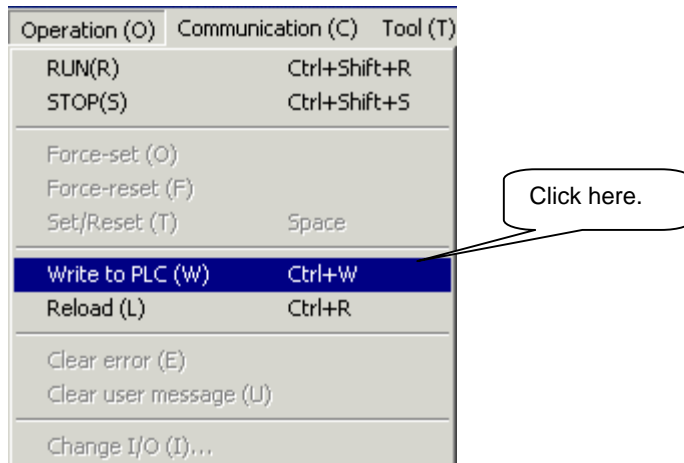 Operation (O) Communication (C) Tool (T)
RUN(R) Ctrl+Shift+R
STOP(S) Ctrl+Shift+S
Force-set (O)
Force-reset (F)
Set/Reset (T) Space
Click here.
Write to PLC (W) Ctrl+W
Reload (L) Ctrl+R
Clear error (E)
Clear user message (U)
Change I/O (I)...